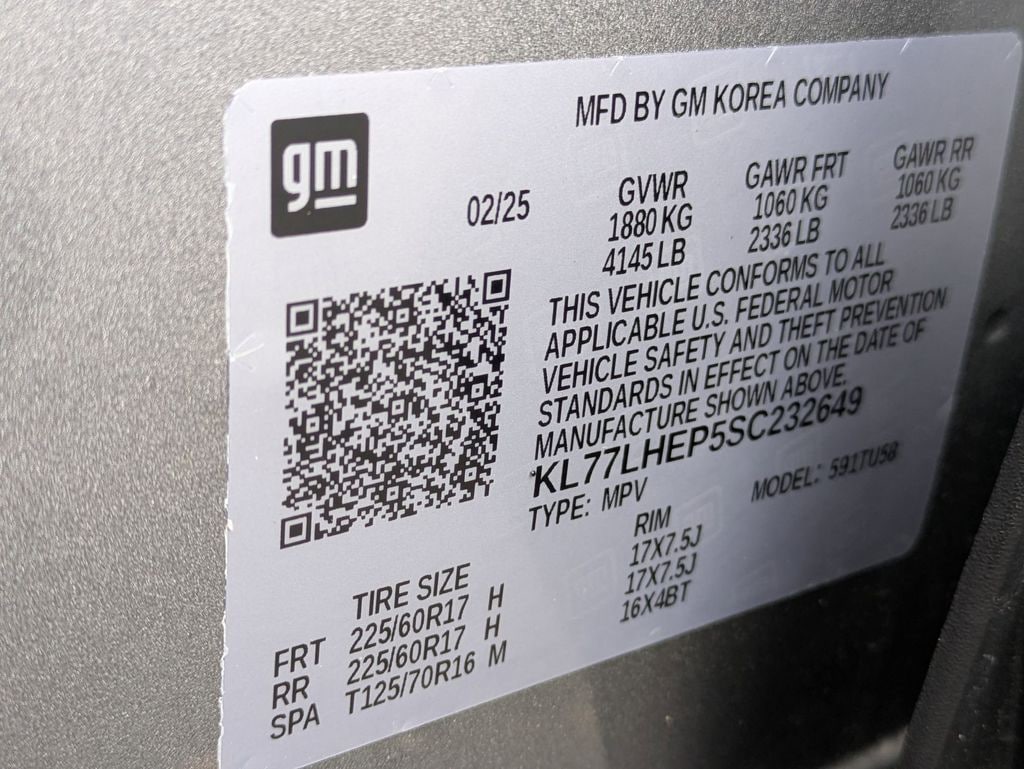 gm
MFD BY GM KOREA COMPANY
02/25
GVWR
1880 KG
4145 LB
GAWR FRT
1060 KG
2336 LB
GAWR RR
1060 KG
2336 LB
THIS VEHICLE CONFORMS TO ALL
APPLICABLE U.S. FEDERAL MOTOR
VEHICLE SAFETY AND THEFT PREVENTION
STANDARDS IN EFFECT ON THE DATE OF
MANUFACTURE SHOWN ABOVE.
KL77LHEP5SC232649
TYPE: MPV
MODEL: 591TU58
TIRE SIZE
RIM
FRT 225/60R17 H 17X7.5J
RR 225/60R17 H 17X7.5J
SPA T125/70R16 M 16X4BT